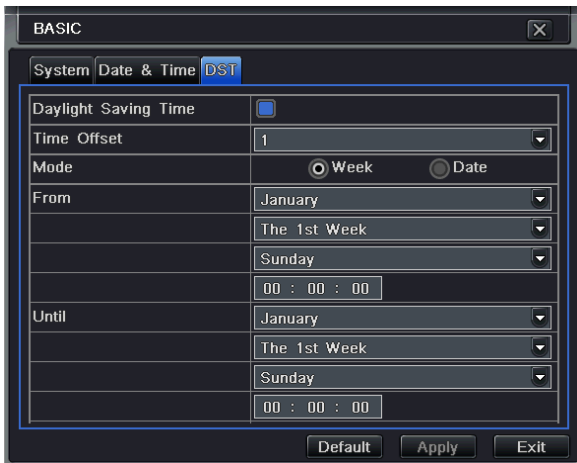 BASIC
System Date & Time DST
Daylight Saving Time
Time Offset 1
Mode Week Date
From January
The 1st Week
Sunday
00 : 00 : 00
Until January
The 1st Week
Sunday
00 : 00 : 00
Default Apply Exit